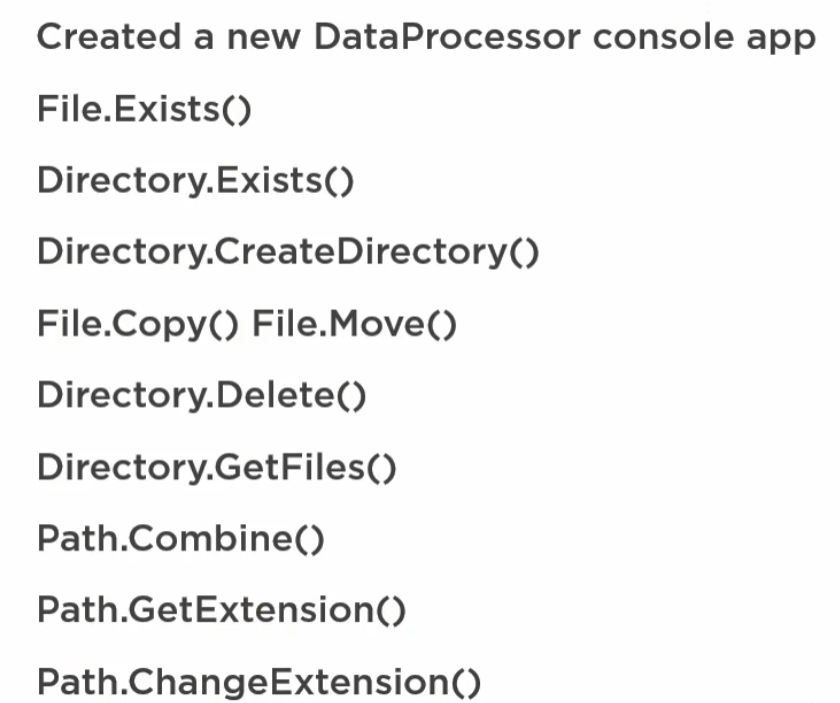 Created a new DataProcessor console app
File.Exists()
Directory.Exists()
Directory.CreateDirectory()
File.Copy() File.Move()
Directory.Delete()
Directory.GetFiles()
Path.Combine()
Path.GetExtension()
Path.ChangeExtension()